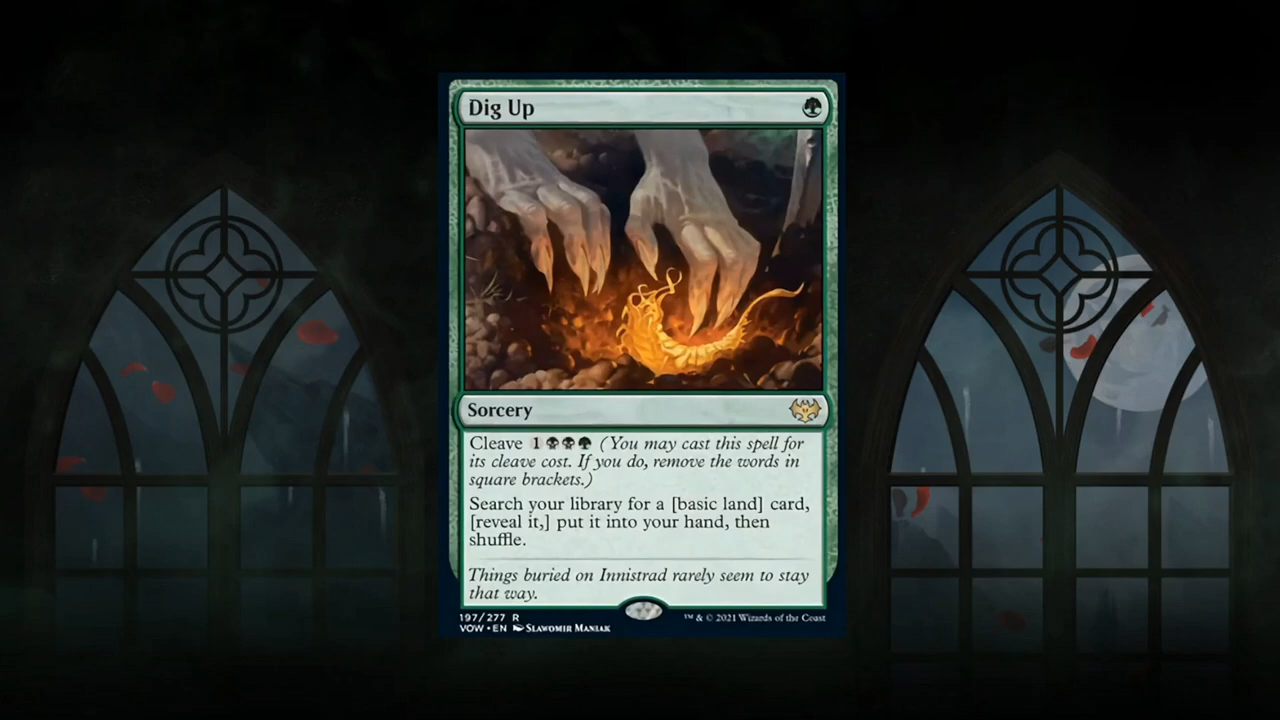 Dig Up
Sorcery
Cleave 1 (You may cast this spell for
its cleave cost. If you do, remove the words in
square brackets.)
Search your library for a [basic land] card,
[reveal it,] put it into your hand, then
shuffle.
Things buried on Innistrad rarely seem to stay
that way.
197/277 R
VOW • EN Slawomir Maniak
™ & © 2021 Wizards of the Coast